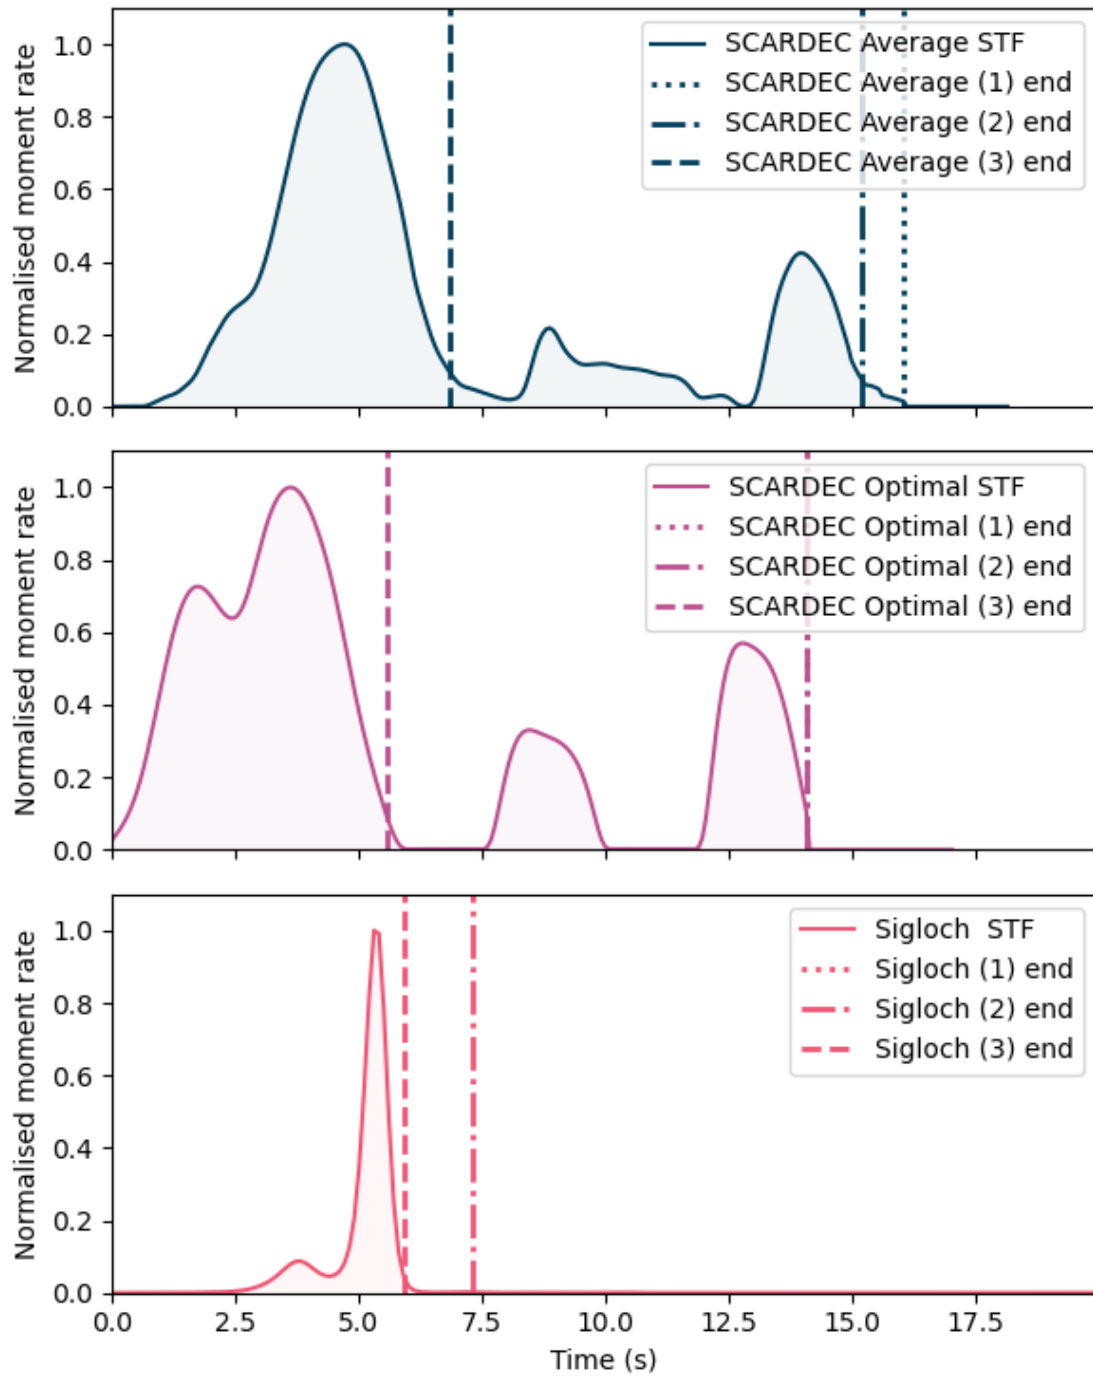 Normalised moment rate
1.0
0.8
0.6
0.4
0.2
0.0
SCARDEC Average STF
SCARDEC Average (1) end
SCARDEC Average (2) end
SCARDEC Average (3) end
Normalised moment rate
1.0
0.8
0.6
0.4
0.2
0.0
SCARDEC Optimal STF
SCARDEC Optimal (1) end
SCARDEC Optimal (2) end
SCARDEC Optimal (3) end
Normalised moment rate
1.0
0.8
0.6
0.4
0.2
0.0
Sigloch  STF
Sigloch (1) end
Sigloch (2) end
Sigloch (3) end
0.0 2.5 5.0 7.5 10.0 12.5 15.0 17.5
Time (s)